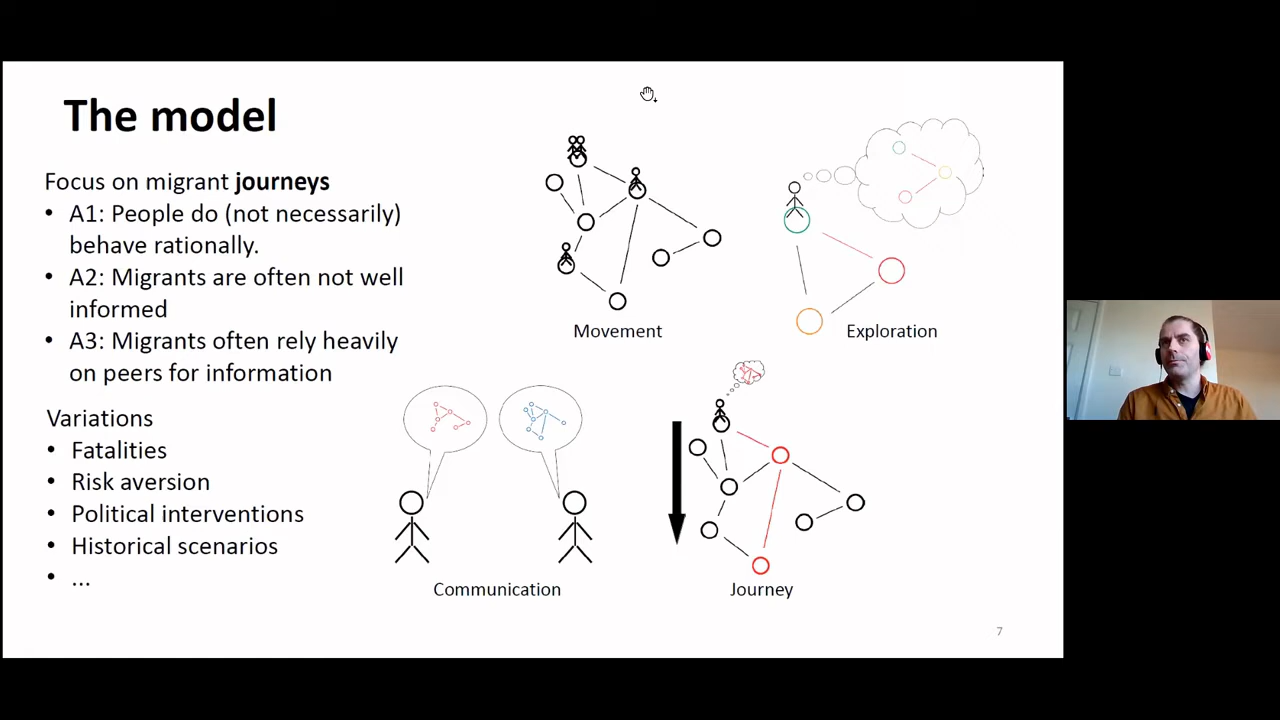 The model
Focus on migrant journeys
• A1: People do (not necessarily)
behave rationally.
• A2: Migrants are often not well
informed
• A3: Migrants often rely heavily
on peers for information
Variations
• Fatalities
• Risk aversion
• Political interventions
• Historical scenarios
• ...
Movement
Exploration
Communication
Journey
7